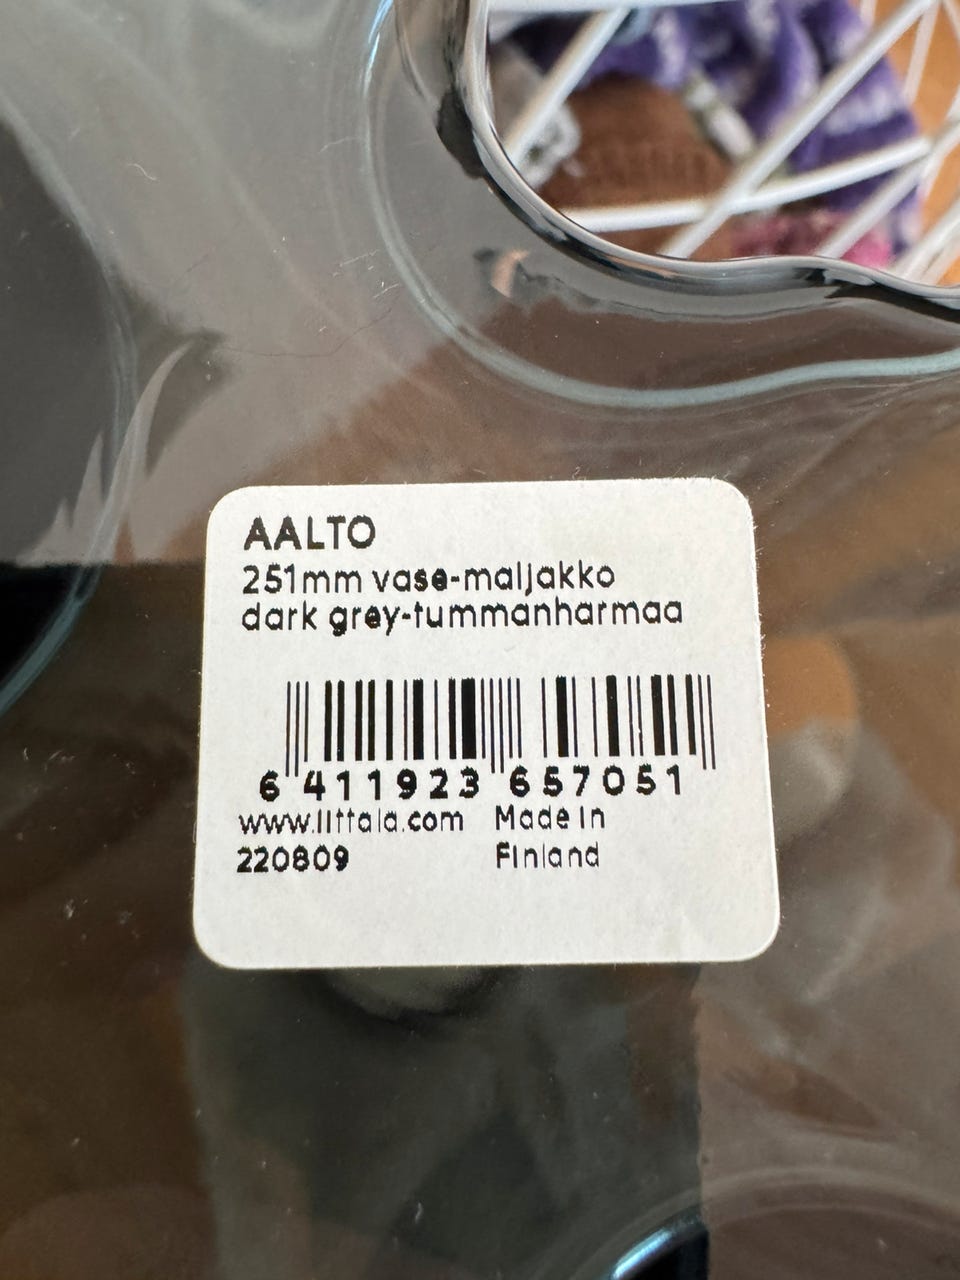 AALTO
251mm vase-maljakko
dark grey-tummanharmaa
6 411923 657051
www.iittala.com Made in
220809 Finland